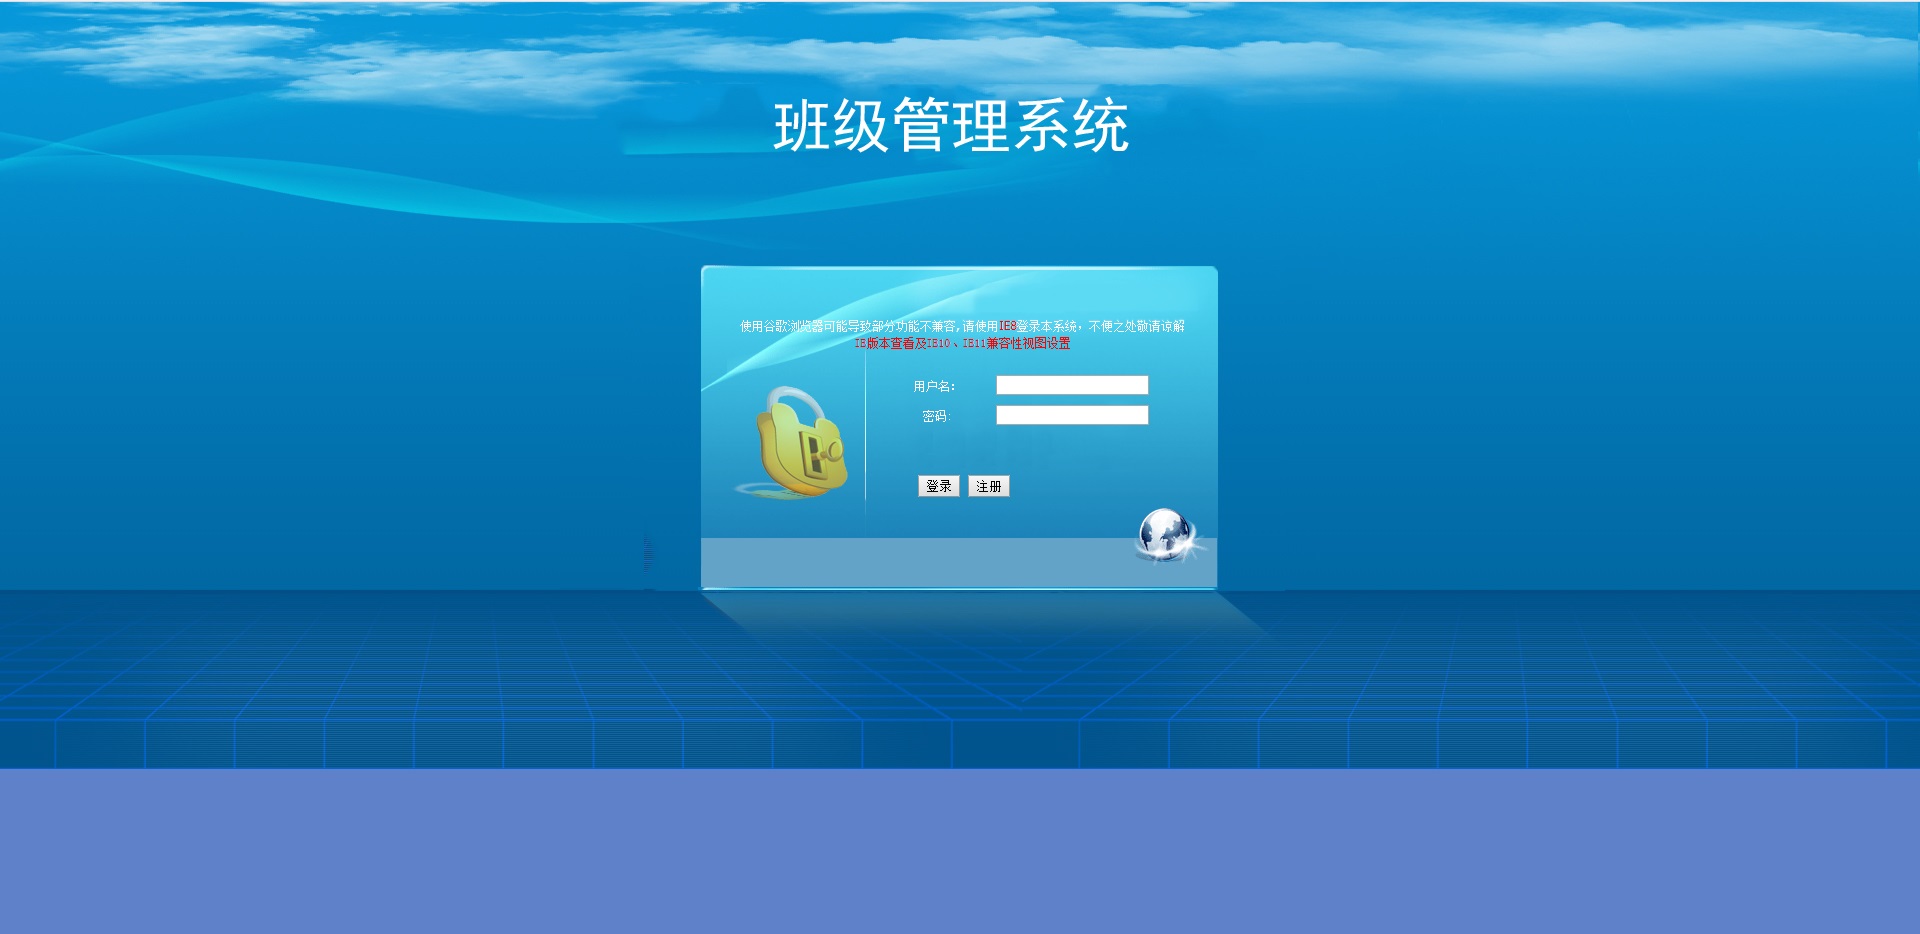 班级管理系统
使用谷歌浏览器可能导致部分功能不兼容,请使用IE8登录本系统，不便之处敬请谅解
IE版本查看及IE10、IE11兼容性视图设置
用户名:
密码:
登录 注册